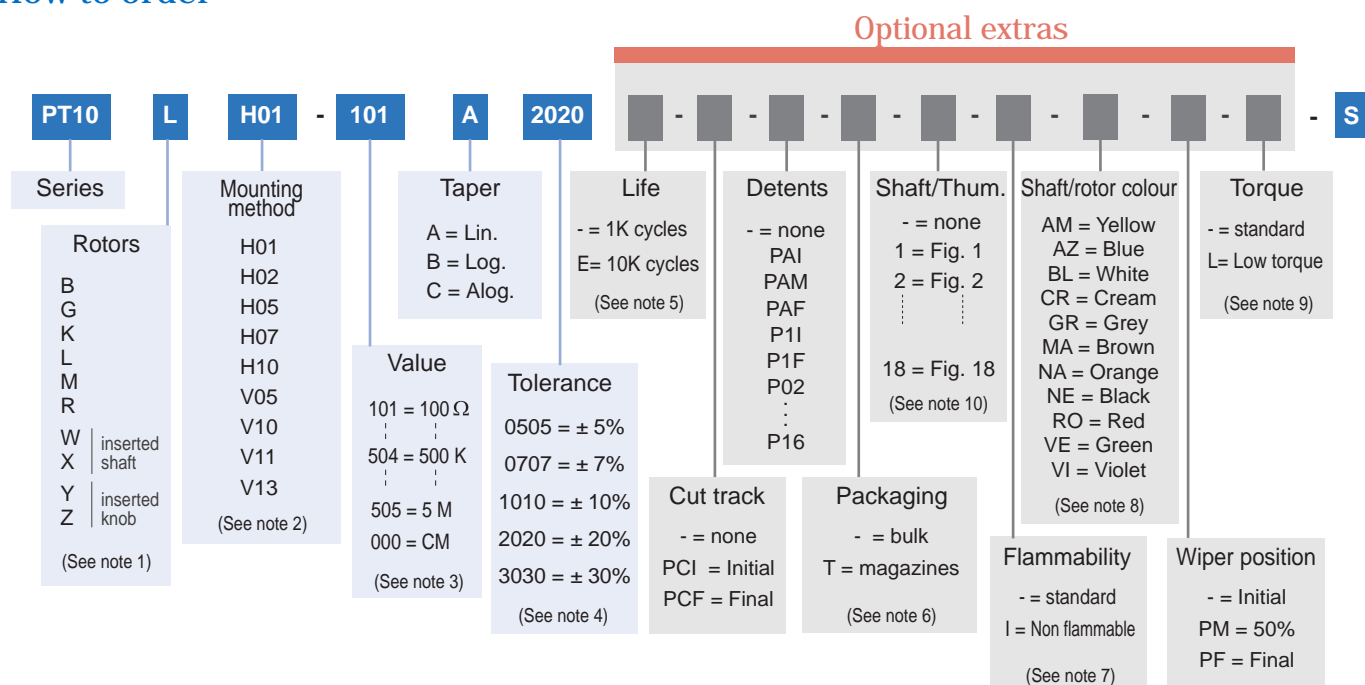 How to order
Optional extras
PT10 L H01 - 101 A 2020 - - - - - - - - - S
Series
Rotors
B
G
K
L
M
R
W
X
inserted
shaft
Y
Z
inserted
knob
(See note 1)
Mounting
method
H01
H02
H05
H07
H10
V05
V10
V11
V13
(See note 2)
Value
101 = 100 Ω
504 = 500 K
505 = 5 M
000 = CM
(See note 3)
Taper
A = Lin.
B = Log.
C = Alog.
Tolerance
0505 = ± 5%
0707 = ± 7%
1010 = ± 10%
2020 = ± 20%
3030 = ± 30%
(See note 4)
Life
- = 1K cycles
E= 10K cycles
(See note 5)
Cut track
- = none
PCI = Initial
PCF = Final
Detents
- = none
PAI
PAM
PAF
P1I
P1F
P02
P16
Packaging
- = bulk
T = magazines
(See note 6)
Shaft/Thum.
- = none
1 = Fig. 1
2 = Fig. 2
18 = Fig. 18
(See note 10)
Flammability
- = standard
I = Non flammable
(See note 7)
Shaft/rotor colour
AM = Yellow
AZ = Blue
BL = White
CR = Cream
GR = Grey
MA = Brown
NA = Orange
NE = Black
RO = Red
VE = Green
VI = Violet
(See note 8)
Wiper position
- = Initial
PM = 50%
PF = Final
Torque
- = standard
L= Low torque
(See note 9)